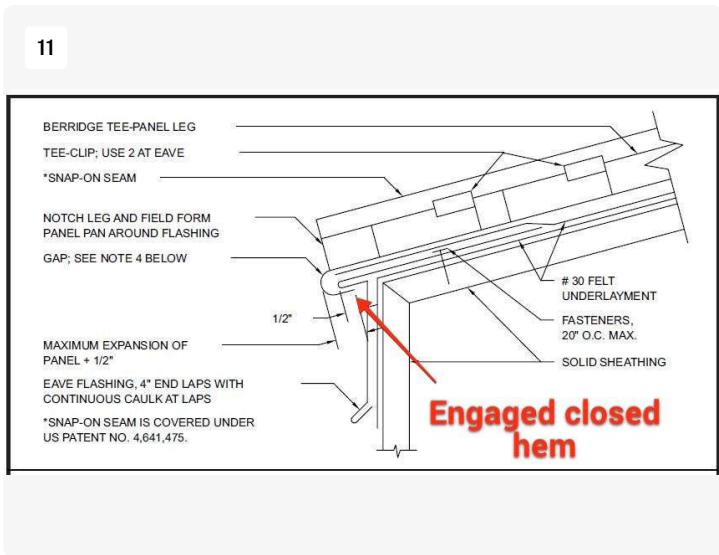 11
BERRIDGE TEE-PANEL LEG
TEE-CLIP; USE 2 AT EAVE
*SNAP-ON SEAM
NOTCH LEG AND FIELD FORM
PANEL PAN AROUND FLASHING
GAP; SEE NOTE 4 BELOW
1/2"
MAXIMUM EXPANSION OF
PANEL + 1/2"
EAVE FLASHING, 4" END LAPS WITH
CONTINUOUS CAULK AT LAPS
*SNAP-ON SEAM IS COVERED UNDER
US PATENT NO. 4,641,475.
# 30 FELT
UNDERLAYMENT
FASTENERS,
20" O.C. MAX.
SOLID SHEATHING
Engaged closed
hem